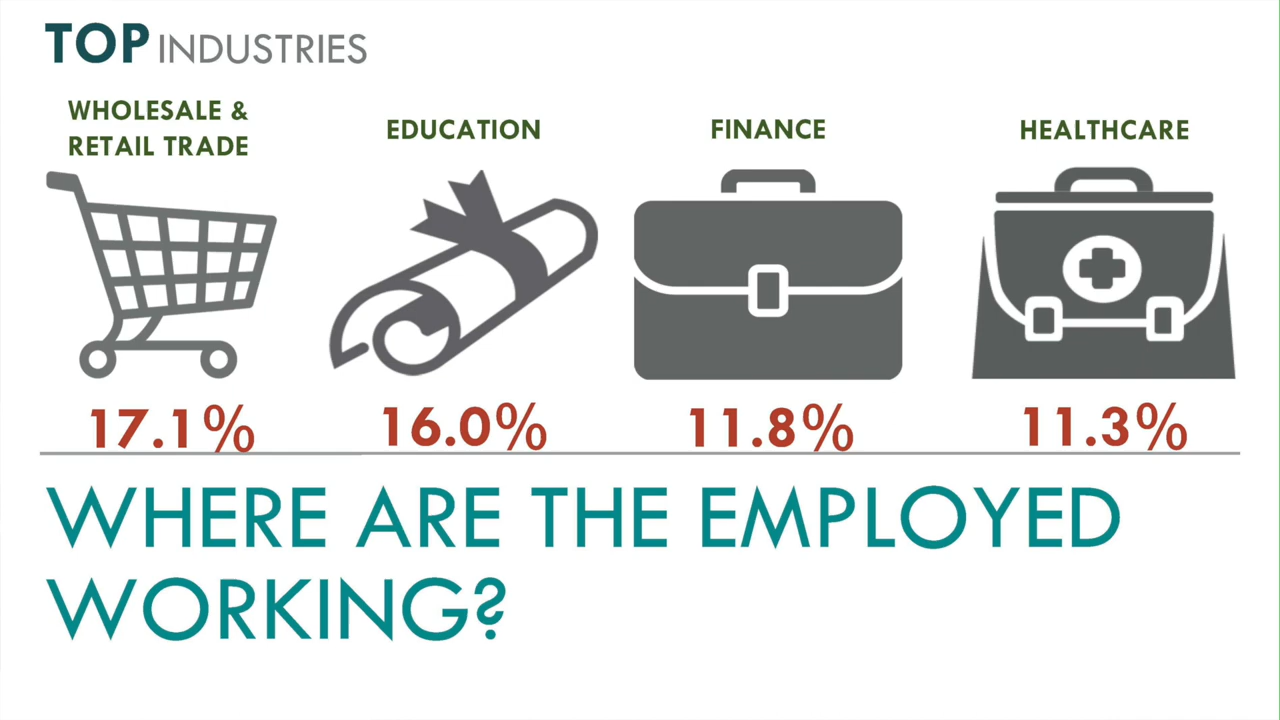 TOP INDUSTRIES
WHOLESALE &
RETAIL TRADE
EDUCATION
FINANCE
HEALTHCARE
17.1%
16.0%
11.8%
11.3%
WHERE ARE THE EMPLOYED
WORKING?